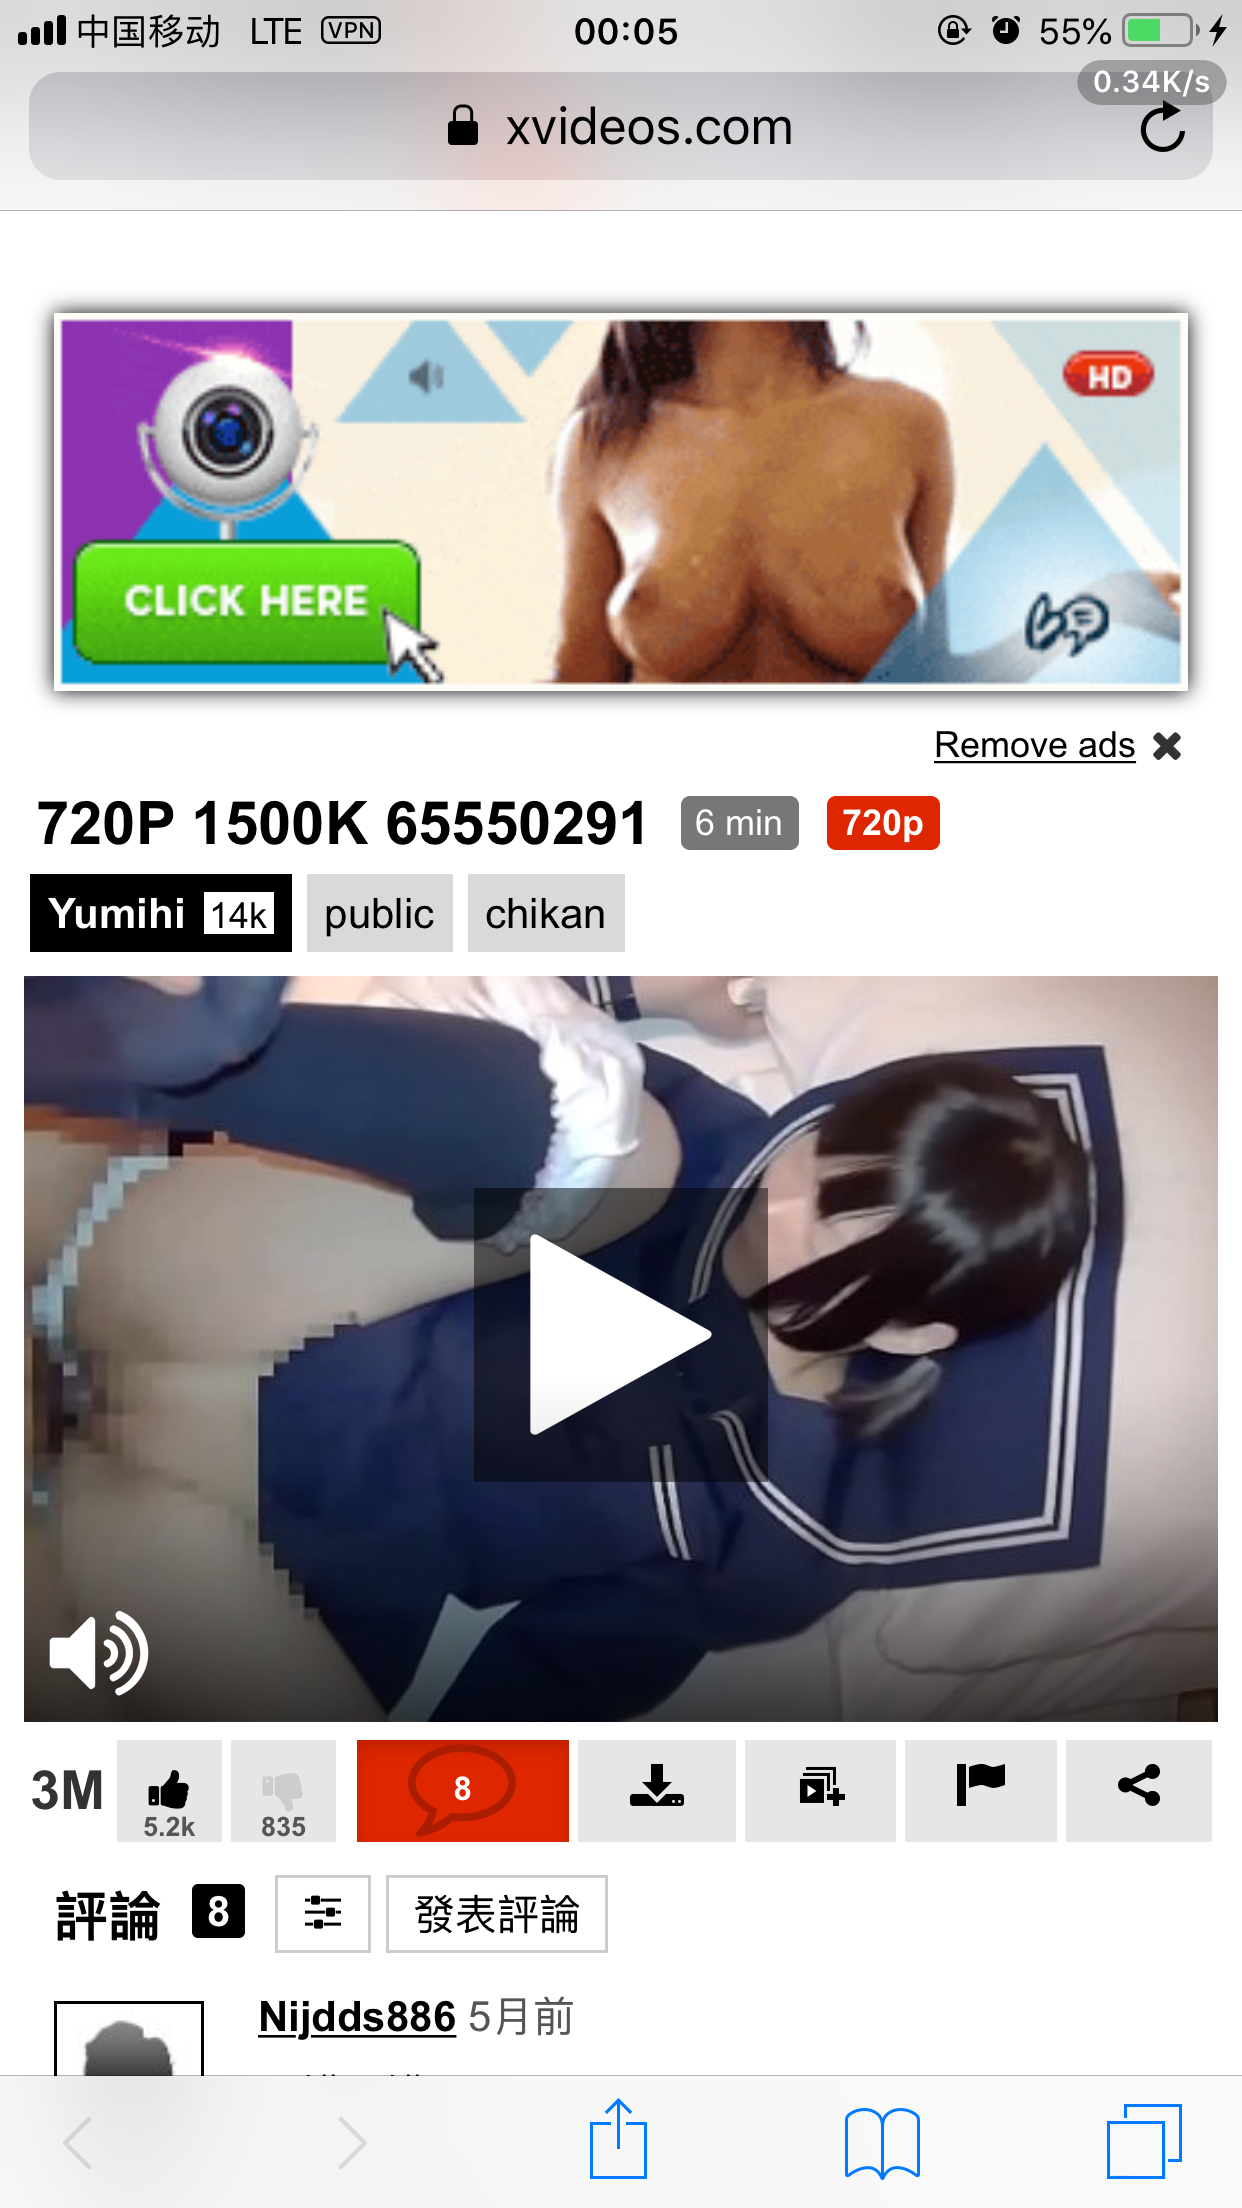 中国移动 LTE VPN 00:05 55%
0.34K/s
xvideos.com
HD
CLICK HERE
Remove ads
720P 1500K 65550291 6 min 720p
Yumihi 14k public chikan
3M 5.2k 835 8
評論 8 發表評論
Nijdds886 5月前